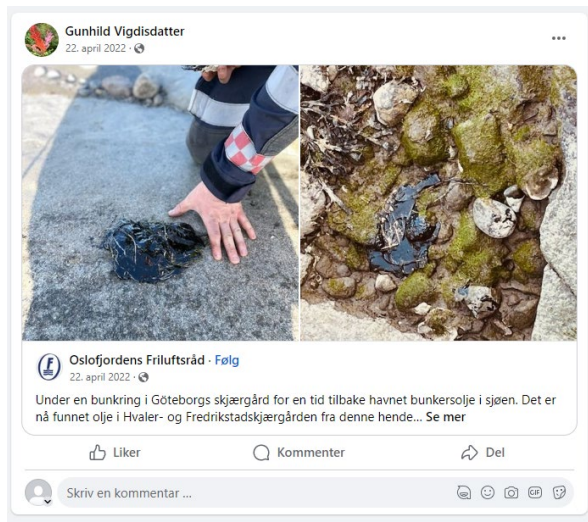 Gunhild Vigdisdatter
22. april 2022 ·
Oslofjordens Friluftsråd · Følg
22. april 2022 ·
Under en bunkring i Göteborgs skjærgård for en tid tilbake havnet bunkersolje i sjøen. Det er
nå funnet olje i Hvaler- og Fredrikstadskjærgården fra denne hende... Se mer
Liker Kommenter Del
Skriv en kommentar ...
GIF